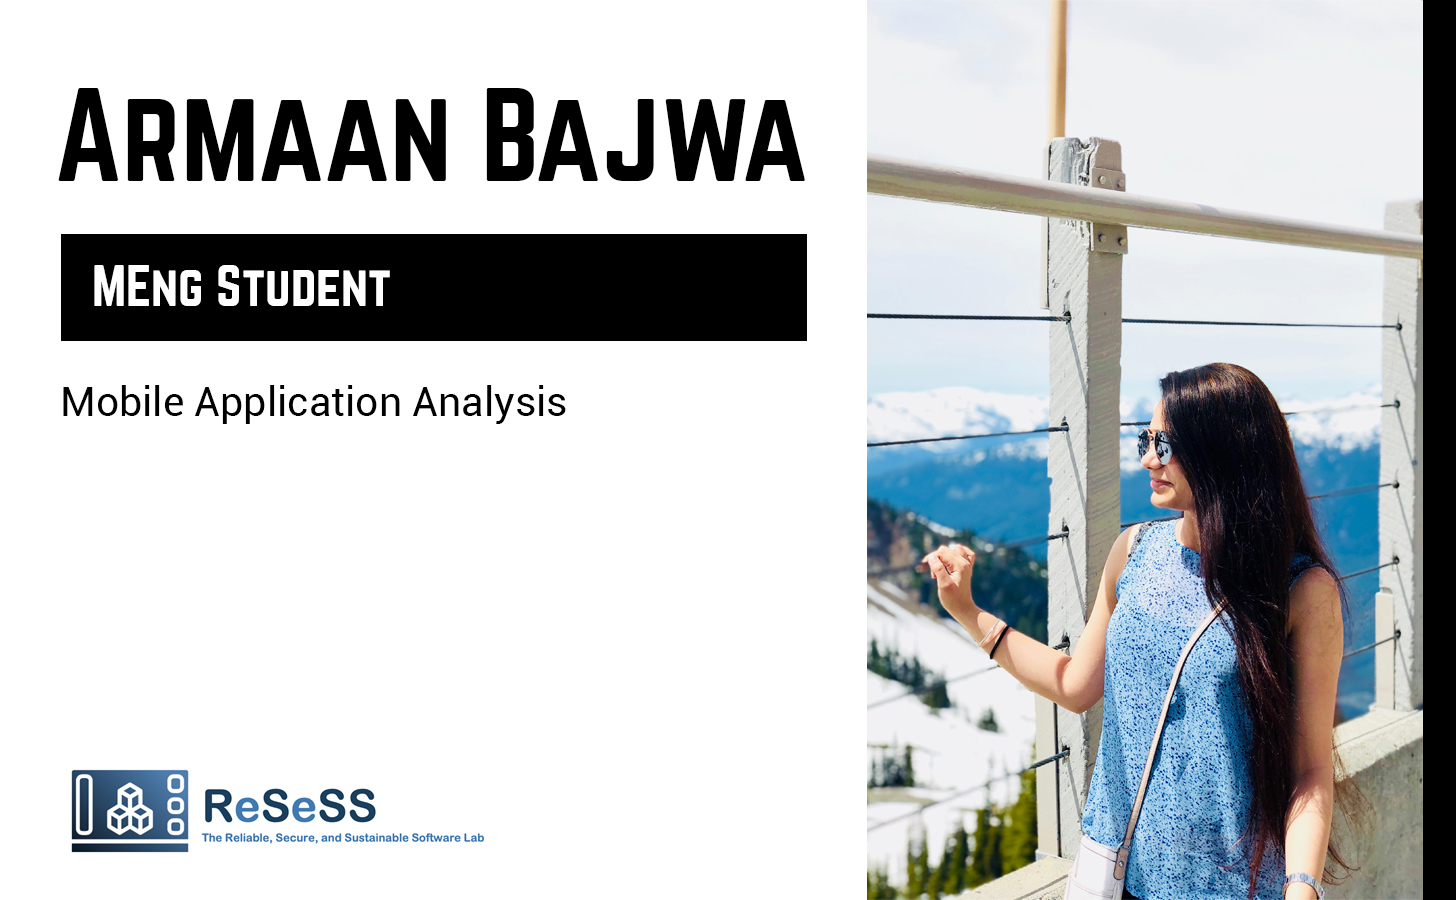 Armaan Bajwa
MEng Student
Mobile Application Analysis
ReSeSS
The Reliable, Secure, and Sustainable Software Lab